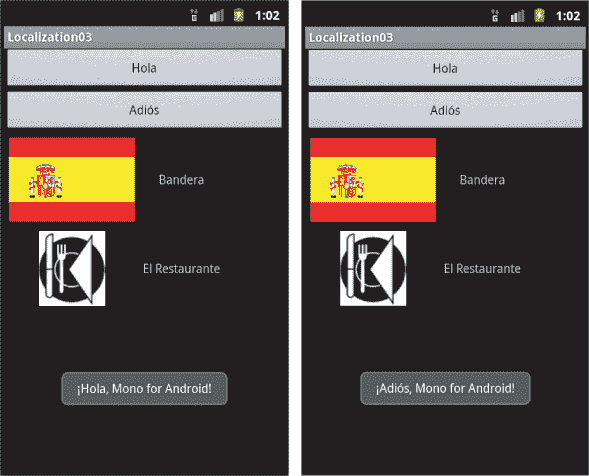 1:02
Localization03
Hola
Adiós
Bandera
El Restaurante
¡Hola, Mono for Android!
1:02
Localization03
Hola
Adiós
Bandera
El Restaurante
¡Adiós, Mono for Android!